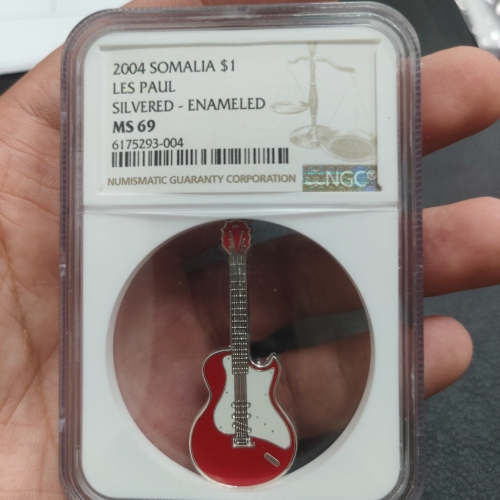 2004 SOMALIA $1
LES PAUL
SILVERED - ENAMELED
MS 69
6175293-004
NUMISMATIC GUARANTY CORPORATION
NGC®